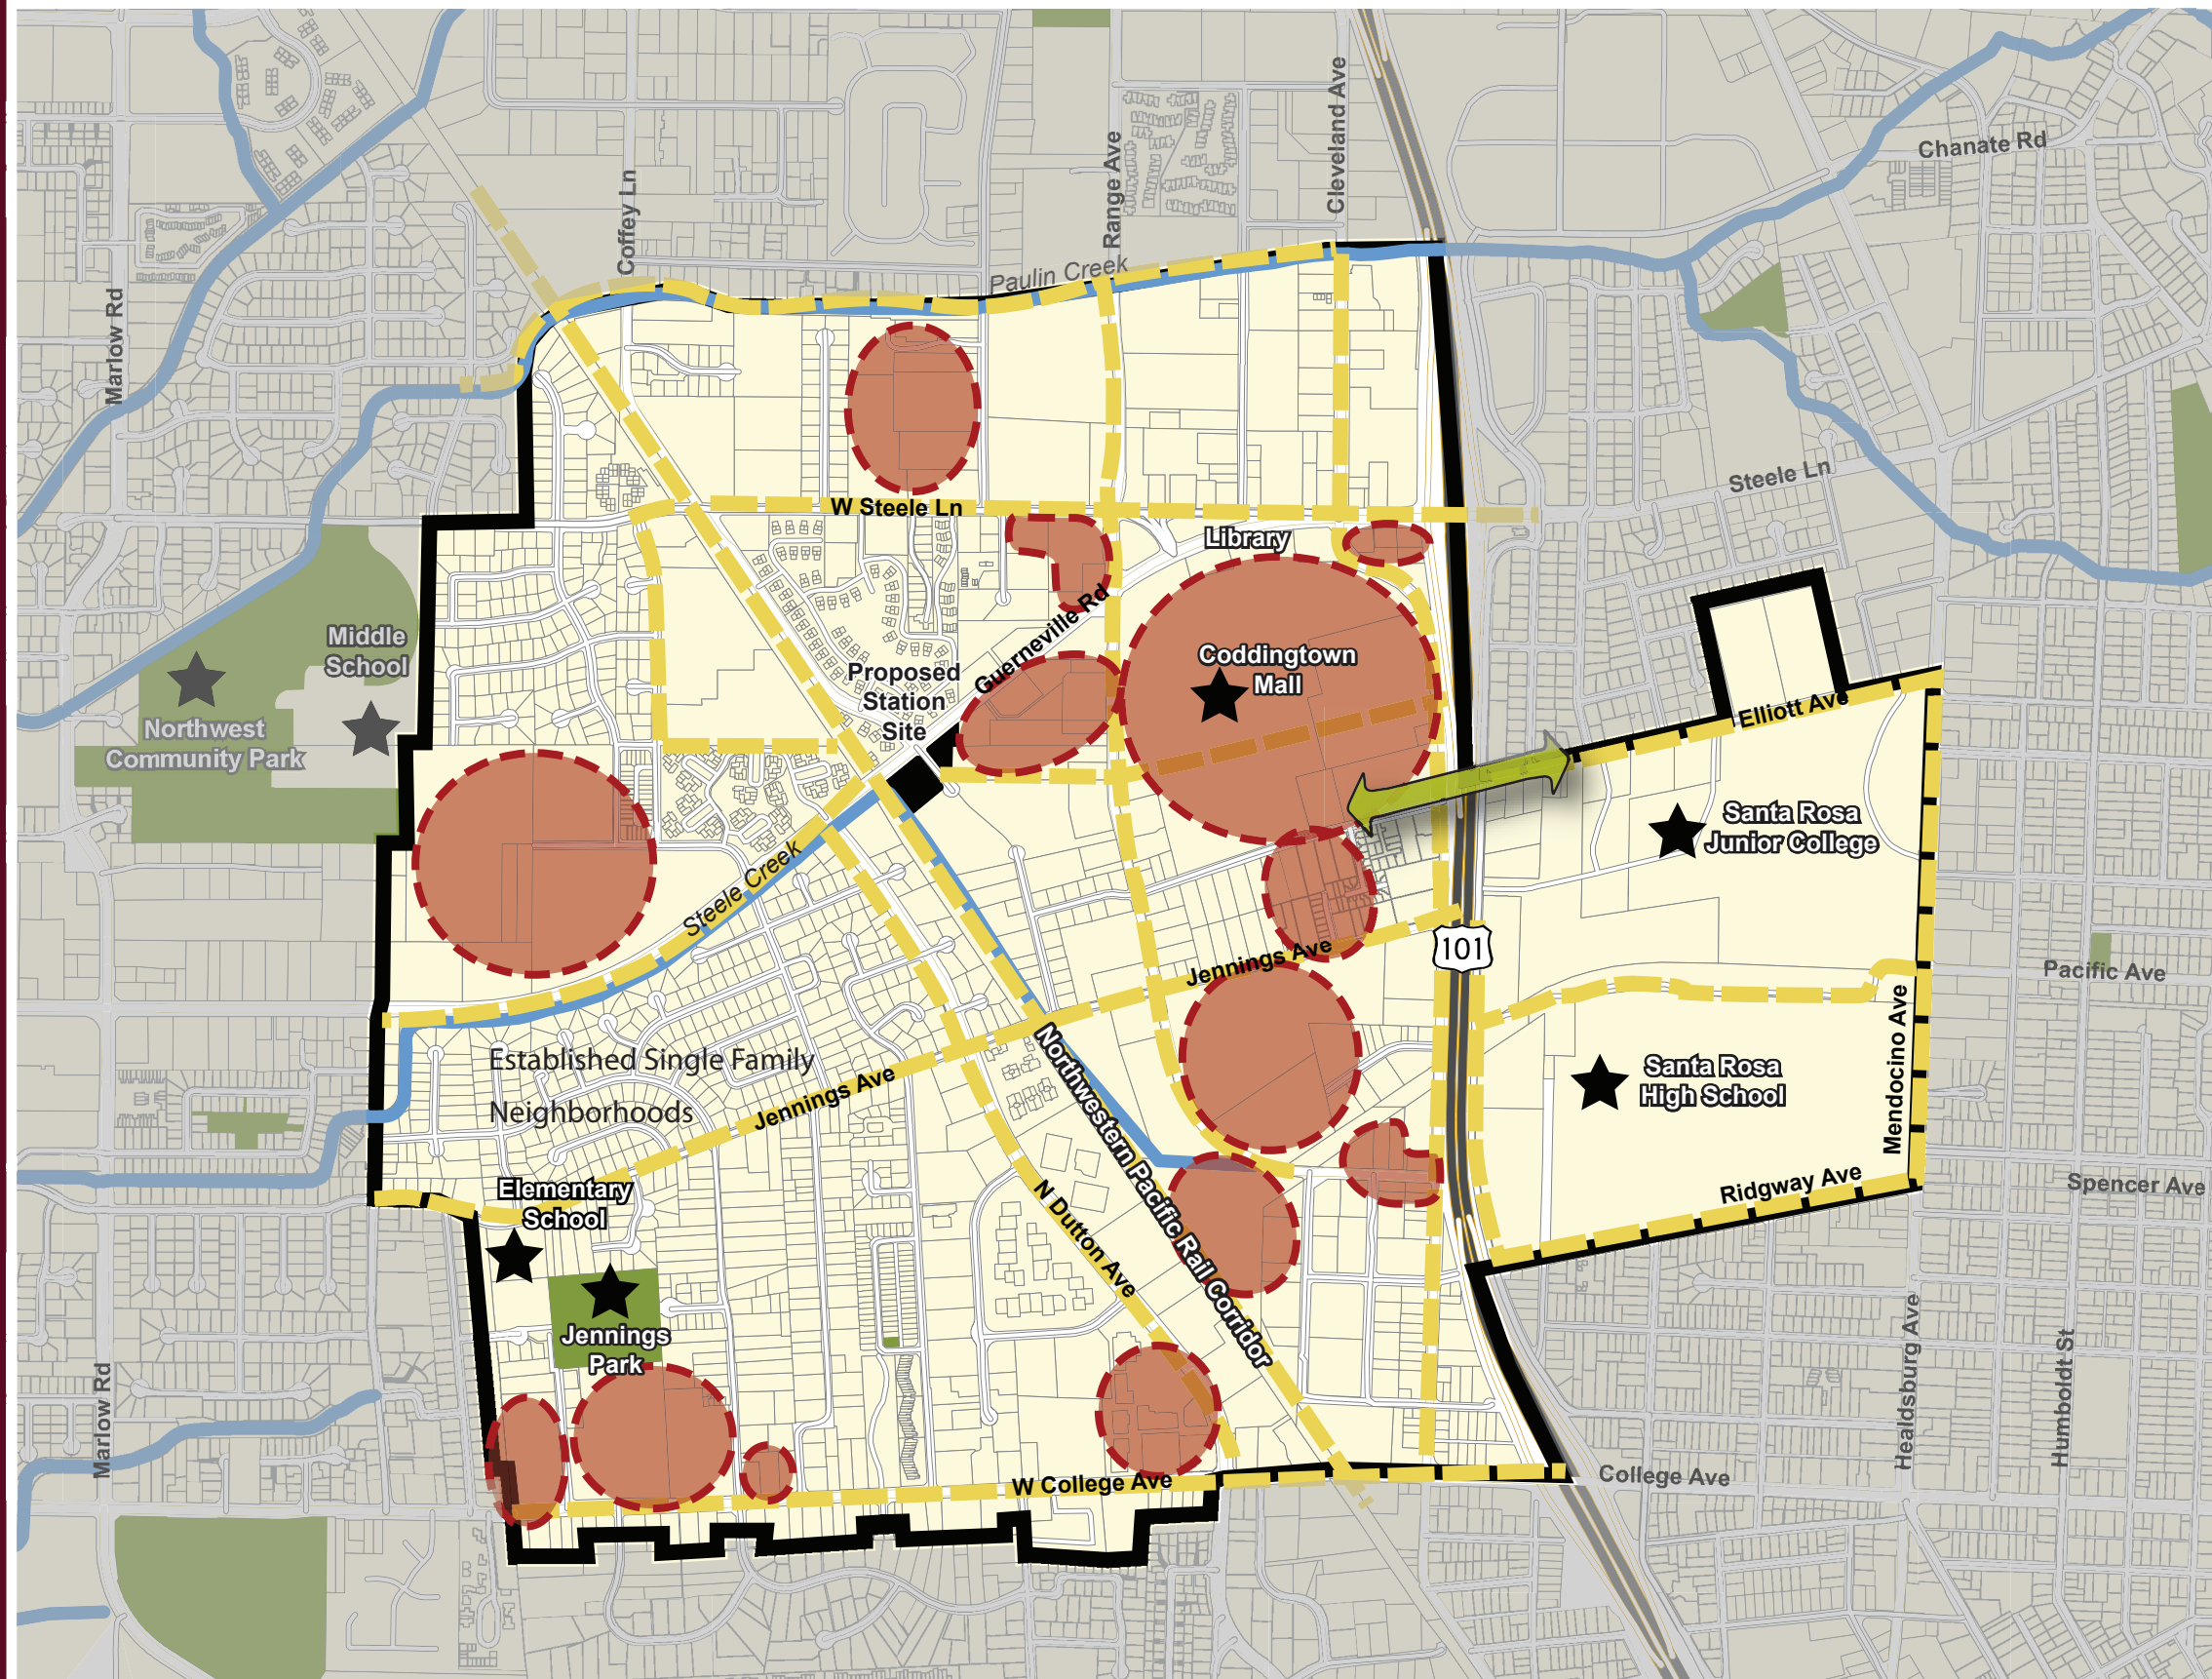 Chanate Rd
Cleveland Ave
Range Ave
Coffey Ln
Paulin Creek
Marlow Rd
Steele Ln
W Steele Ln
Library
Guerneville Rd
Middle
School
Northwest
Community Park
Proposed
Station
Site
Coddingtown
Mall
Elliott Ave
Santa Rosa
Junior College
Steele Creek
101
Jennings Ave
Pacific Ave
Mendocino Ave
Established Single Family
Neighborhoods
Jennings Ave
Northwestern Pacific Rail Corridor
Santa Rosa
High School
Ridgway Ave
Spencer Ave
Elementary
School
N Dutton Ave
Jennings
Park
Marlow Rd
Healdsburg Ave
Humboldt St
W College Ave
College Ave